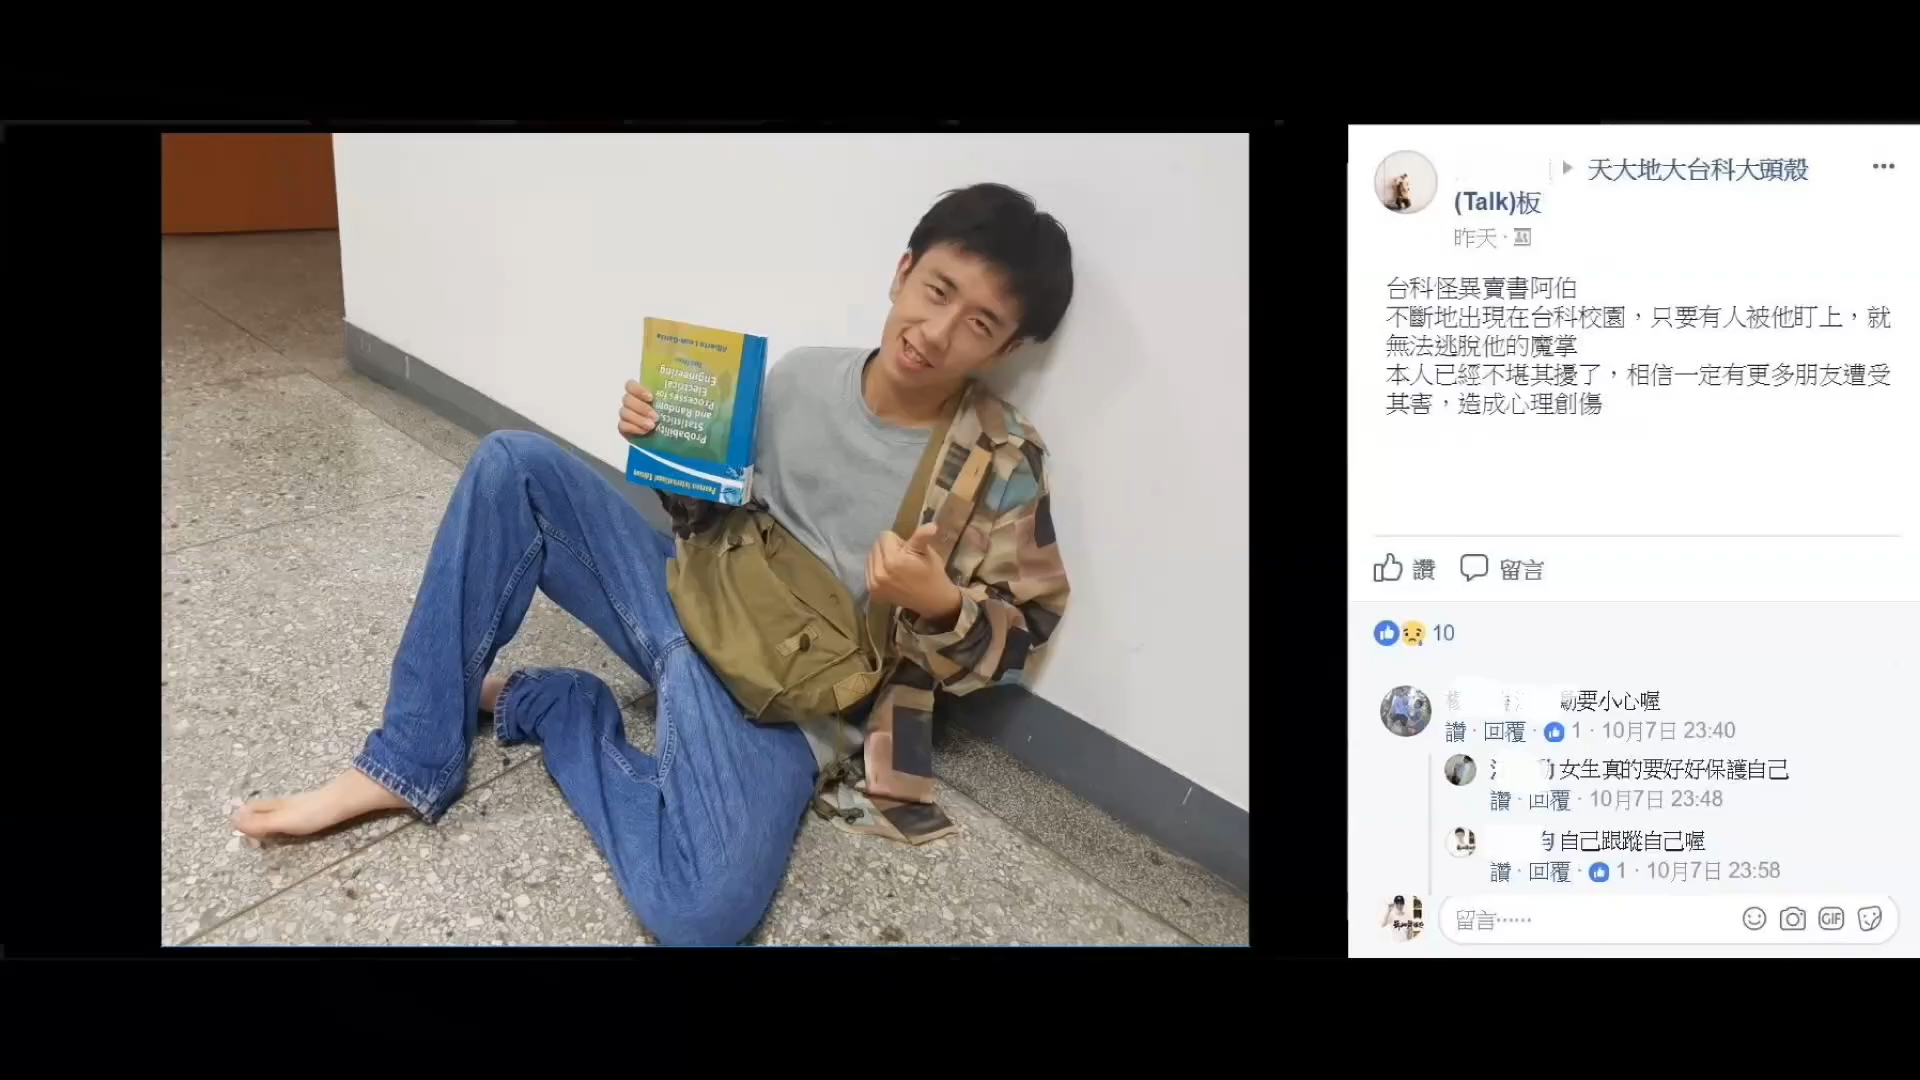 Alberto Leon-Garcia
Probability,
Statistics,
and Random
Processes for
Electrical
Engineering
Pearson International Edition
天大地大台科大頭殼
(Talk)板
昨天
台科怪異賣書阿伯
不斷地出現在台科校園，只要有人被他盯上，就
無法逃脫他的魔掌
本人已經不堪其擾了，相信一定有更多朋友遭受
其害，造成心理創傷
讚 留言
10
要小心喔
讚 · 回覆 · 1 · 10月7日 23:40
女生真的要好好保護自己
讚 · 回覆 · 10月7日 23:48
自己跟蹤自己喔
讚 · 回覆 · 1 · 10月7日 23:58
留言⋯⋯
GIF